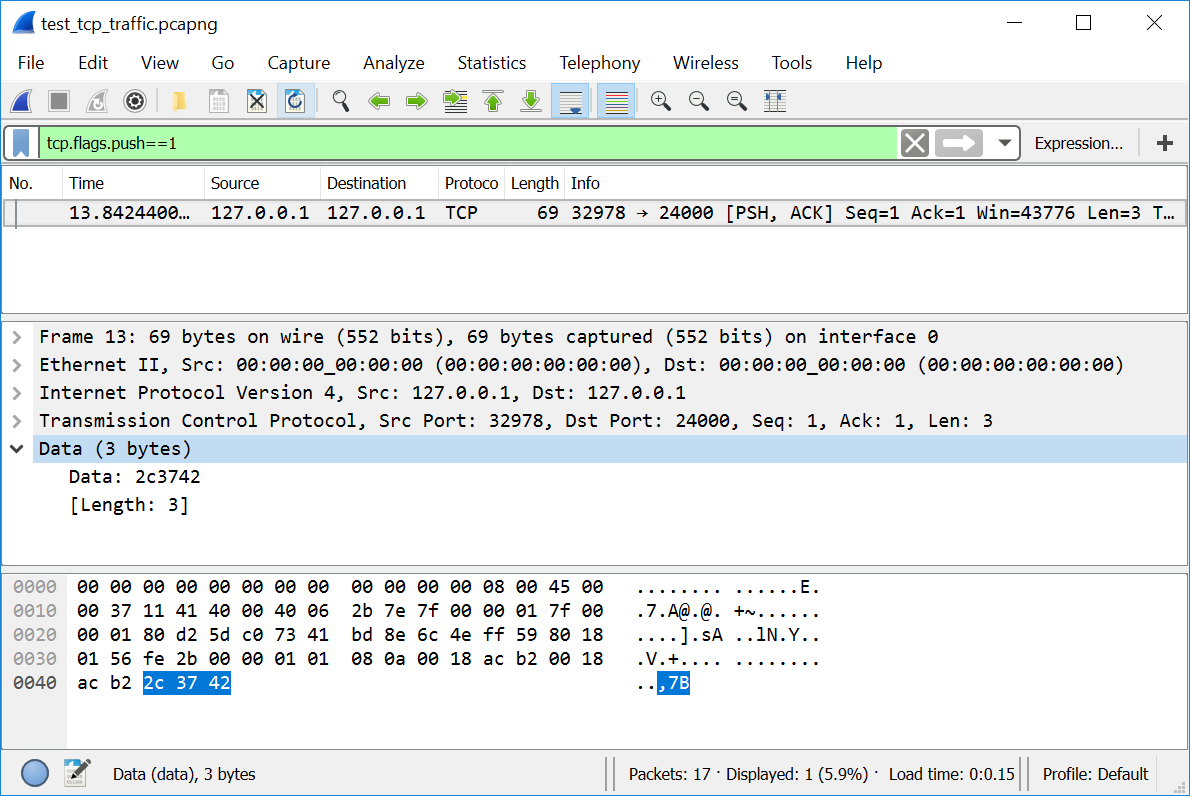 test_tcp_traffic.pcapng
File Edit View Go Capture Analyze Statistics Telephony Wireless Tools Help
tcp.flags.push==1 Expression... +
No. Time Source Destination Protoco Length Info
13.8424400… 127.0.0.1 127.0.0.1 TCP 69 32978 → 24000 [PSH, ACK] Seq=1 Ack=1 Win=43776 Len=3 T…
Frame 13: 69 bytes on wire (552 bits), 69 bytes captured (552 bits) on interface 0
Ethernet II, Src: 00:00:00_00:00:00 (00:00:00:00:00:00), Dst: 00:00:00_00:00:00 (00:00:00:00:00:00)
Internet Protocol Version 4, Src: 127.0.0.1, Dst: 127.0.0.1
Transmission Control Protocol, Src Port: 32978, Dst Port: 24000, Seq: 1, Ack: 1, Len: 3
Data (3 bytes)
Data: 2c3742
[Length: 3]
0000 00 00 00 00 00 00 00 00 00 00 00 00 08 00 45 00 ........ ......E.
0010 00 37 11 41 40 00 40 06 2b 7e 7f 00 00 01 7f 00 .7.A@.@. +~......
0020 00 01 80 d2 5d c0 73 41 bd 8e 6c 4e ff 59 80 18 ....].sA ..lN.Y..
0030 01 56 fe 2b 00 00 01 01 08 0a 00 18 ac b2 00 18 .V.+.... ........
0040 ac b2 2c 37 42 ..,7B
Data (data), 3 bytes Packets: 17 · Displayed: 1 (5.9%) · Load time: 0:0.15 Profile: Default